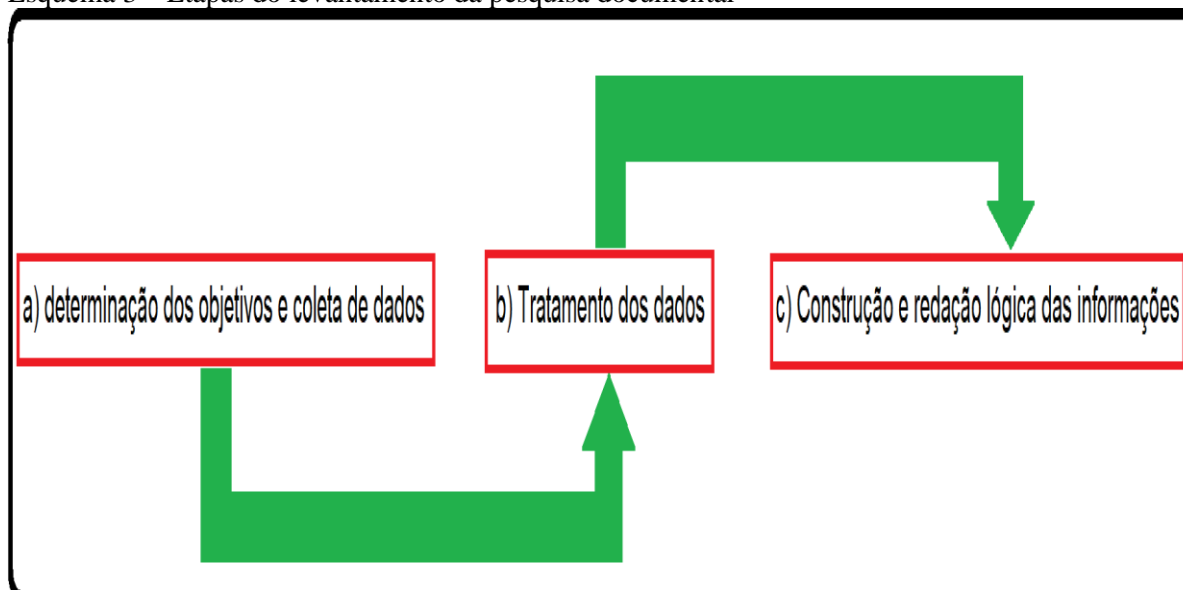 Esquema 3 – Etapas do levantamento da pesquisa documental
a) determinação dos objetivos e coleta de dados
b) Tratamento dos dados
c) Construção e redação lógica das informações